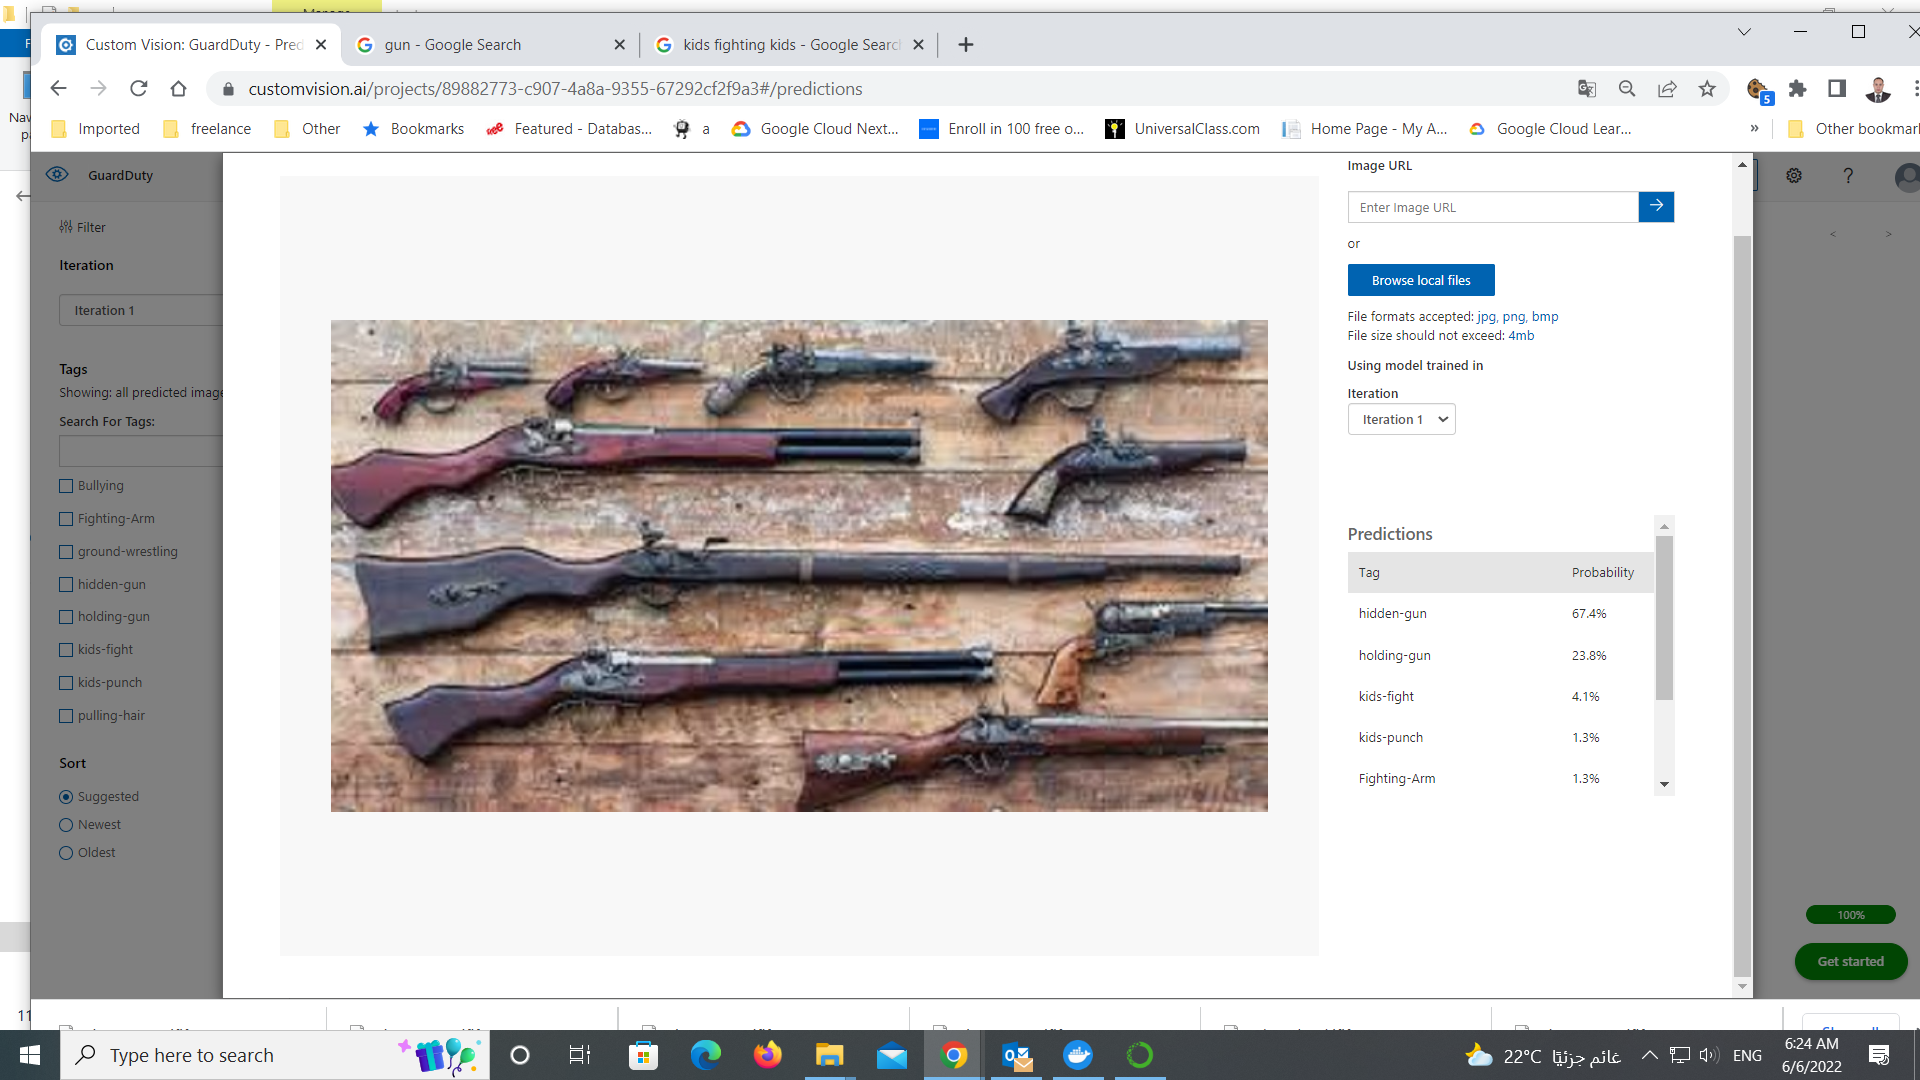 Custom Vision: GuardDuty - Pred
gun - Google Search
kids fighting kids - Google Search
customvision.ai/projects/89882773-c907-4a8a-9355-67292cf2f9a3#/predictions
5
Imported
freelance
Other
Bookmarks
Featured - Databas...
a
Google Cloud Next...
Enroll in 100 free o...
UniversalClass.com
Home Page - My A...
Google Cloud Lear...
»
Other bookmar
GuardDuty
?
Filter
Iteration
Iteration 1
Tags
Showing: all predicted image
Search For Tags:
Bullying
Fighting-Arm
ground-wrestling
hidden-gun
holding-gun
kids-fight
kids-punch
pulling-hair
Sort
Suggested
Newest
Oldest
Image URL
Enter Image URL
or
Browse local files
File formats accepted: jpg, png, bmp
File size should not exceed: 4mb
Using model trained in
Iteration
Iteration 1
Predictions
Tag Probability
hidden-gun 67.4%
holding-gun 23.8%
kids-fight 4.1%
kids-punch 1.3%
Fighting-Arm 1.3%
< >
100%
Get started
11
Type here to search
22°C غائم جزئيًا
ENG
6:24 AM
6/6/2022